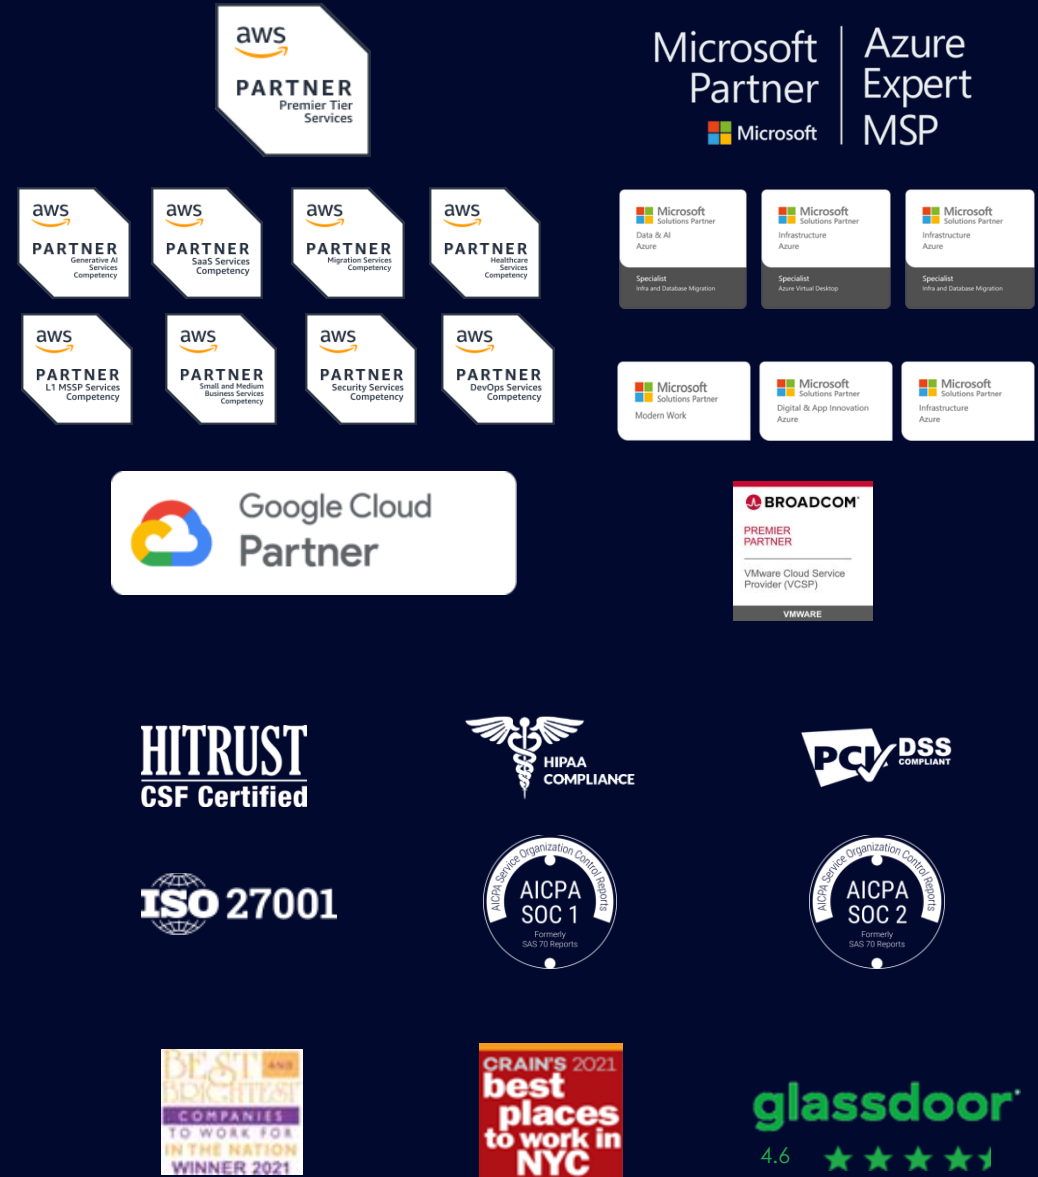 aws
PARTNER
Premier Tier
Services
Microsoft
Partner
Microsoft
Azure
Expert
MSP
aws
PARTNER
Generative AI
Services
Competency
aws
PARTNER
SaaS Services
Competency
aws
PARTNER
Migration Services
Competency
aws
PARTNER
Healthcare
Services
Competency
aws
PARTNER
L1 MSSP Services
Competency
aws
PARTNER
Small and Medium
Business Services
Competency
aws
PARTNER
Security Services
Competency
aws
PARTNER
DevOps Services
Competency
Microsoft
Solutions Partner
Data & AI
Azure
Specialist
Infra and Database Migration
Microsoft
Solutions Partner
Infrastructure
Azure
Specialist
Azure Virtual Desktop
Microsoft
Solutions Partner
Infrastructure
Azure
Specialist
Infra and Database Migration
Microsoft
Solutions Partner
Modern Work
Microsoft
Solutions Partner
Digital & App Innovation
Azure
Microsoft
Solutions Partner
Infrastructure
Azure
Google Cloud
Partner
BROADCOM
PREMIER
PARTNER
VMware Cloud Service
Provider (VCSP)
VMWARE
HITRUST
CSF Certified
HIPAA
COMPLIANCE
PCI DSS
COMPLIANT
ISO 27001
AICPA Service Organization Control Reports
AICPA
SOC 1
Formerly
SAS 70 Reports
AICPA Service Organization Control Reports
AICPA
SOC 2
Formerly
SAS 70 Reports
BEST AND
BRIGHTEST
COMPANIES
TO WORK FOR
IN THE NATION
WINNER 2021
CRAIN'S 2021
best
places
to work in
NYC
glassdoor
4.6